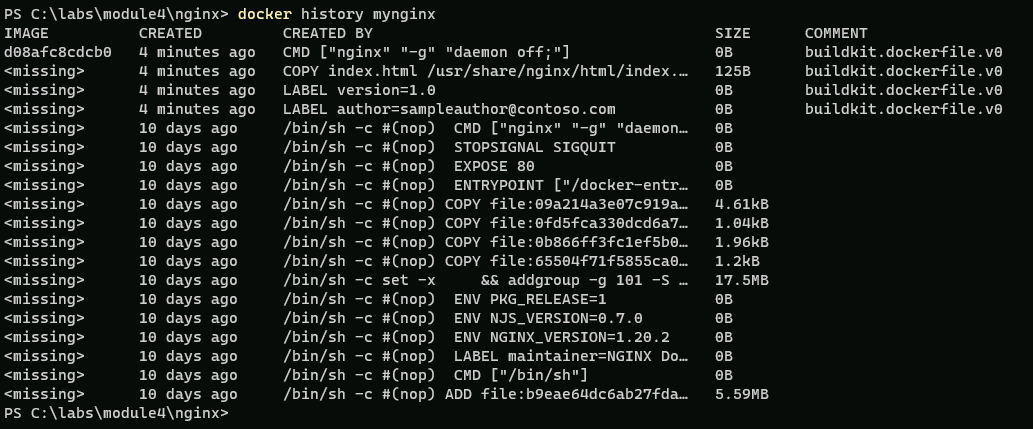 PS C:\labs\module4\nginx> docker history mynginx
IMAGE          CREATED         CREATED BY                                      SIZE      COMMENT
d08afc8cdcb0   4 minutes ago   CMD ["nginx" "-g" "daemon off;"]                0B        buildkit.dockerfile.v0
<missing>      4 minutes ago   COPY index.html /usr/share/nginx/html/index.…   125B      buildkit.dockerfile.v0
<missing>      4 minutes ago   LABEL version=1.0                               0B        buildkit.dockerfile.v0
<missing>      4 minutes ago   LABEL author=sampleauthor@contoso.com           0B        buildkit.dockerfile.v0
<missing>      10 days ago     /bin/sh -c #(nop)  CMD ["nginx" "-g" "daemon…   0B
<missing>      10 days ago     /bin/sh -c #(nop)  STOPSIGNAL SIGQUIT           0B
<missing>      10 days ago     /bin/sh -c #(nop)  EXPOSE 80                    0B
<missing>      10 days ago     /bin/sh -c #(nop)  ENTRYPOINT ["/docker-entr…   0B
<missing>      10 days ago     /bin/sh -c #(nop) COPY file:09a214a3e07c919a…   4.61kB
<missing>      10 days ago     /bin/sh -c #(nop) COPY file:0fd5fca330dcd6a7…   1.04kB
<missing>      10 days ago     /bin/sh -c #(nop) COPY file:0b866ff3fc1ef5b0…   1.96kB
<missing>      10 days ago     /bin/sh -c #(nop) COPY file:65504f71f5855ca0…   1.2kB
<missing>      10 days ago     /bin/sh -c set -x     && addgroup -g 101 -S …   17.5MB
<missing>      10 days ago     /bin/sh -c #(nop)  ENV PKG_RELEASE=1            0B
<missing>      10 days ago     /bin/sh -c #(nop)  ENV NJS_VERSION=0.7.0        0B
<missing>      10 days ago     /bin/sh -c #(nop)  ENV NGINX_VERSION=1.20.2     0B
<missing>      10 days ago     /bin/sh -c #(nop)  LABEL maintainer=NGINX Do…   0B
<missing>      10 days ago     /bin/sh -c #(nop)  CMD ["/bin/sh"]              0B
<missing>      10 days ago     /bin/sh -c #(nop) ADD file:b9eae64dc6ab27fda…   5.59MB
PS C:\labs\module4\nginx>